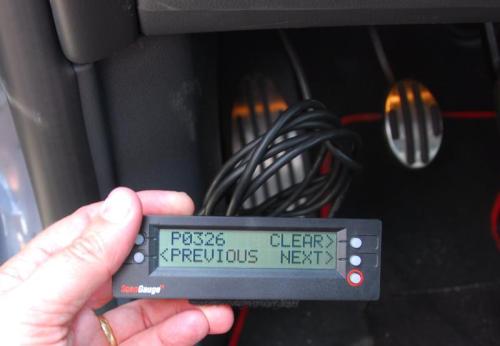 P0326 CLEAR>
<PREVIOUS NEXT>
ScanGauge